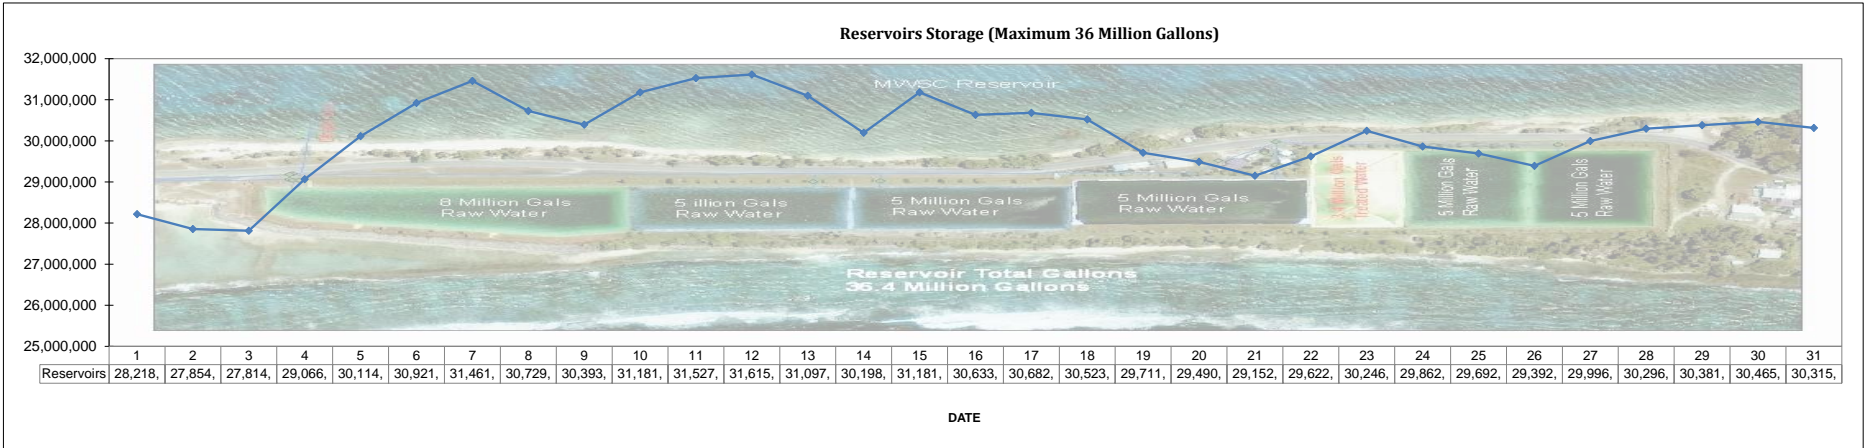 Reservoirs Storage (Maximum 36 Million Gallons)
32,000,000
31,000,000
30,000,000
29,000,000
28,000,000
27,000,000
26,000,000
25,000,000
MWSC Reservoir
8 Million Gals
Raw Water
5 illion Gals
Raw Water
5 Million Gals
Raw Water
5 Million Gals
Raw Water
Million Gals
Treated Water
5 Million Gals
Raw Water
5 Million Gals
Raw Water
Reservoir Total Gallons
36.4 Million Gallons
1 2 3 4 5 6 7 8 9 10 11 12 13 14 15 16 17 18 19 20 21 22 23 24 25 26 27 28 29 30 31
Reservoirs 28,218, 27,854, 27,814, 29,066, 30,114, 30,921, 31,461, 30,729, 30,393, 31,181, 31,527, 31,615, 31,097, 30,198, 31,181, 30,633, 30,682, 30,523, 29,711, 29,490, 29,152, 29,622, 30,246, 29,862, 29,692, 29,392, 29,996, 30,296, 30,381, 30,465, 30,315,
DATE